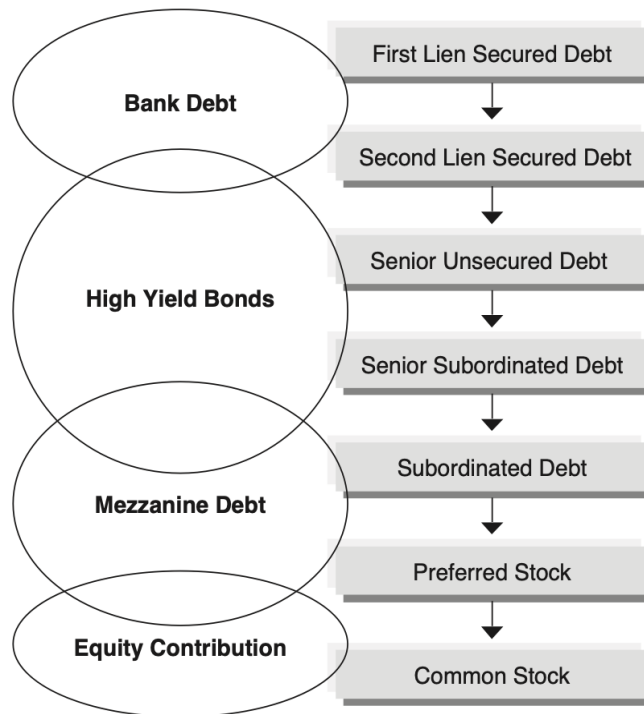 First Lien Secured Debt
Bank Debt
Second Lien Secured Debt
Senior Unsecured Debt
High Yield Bonds
Senior Subordinated Debt
Subordinated Debt
Mezzanine Debt
Preferred Stock
Equity Contribution
Common Stock